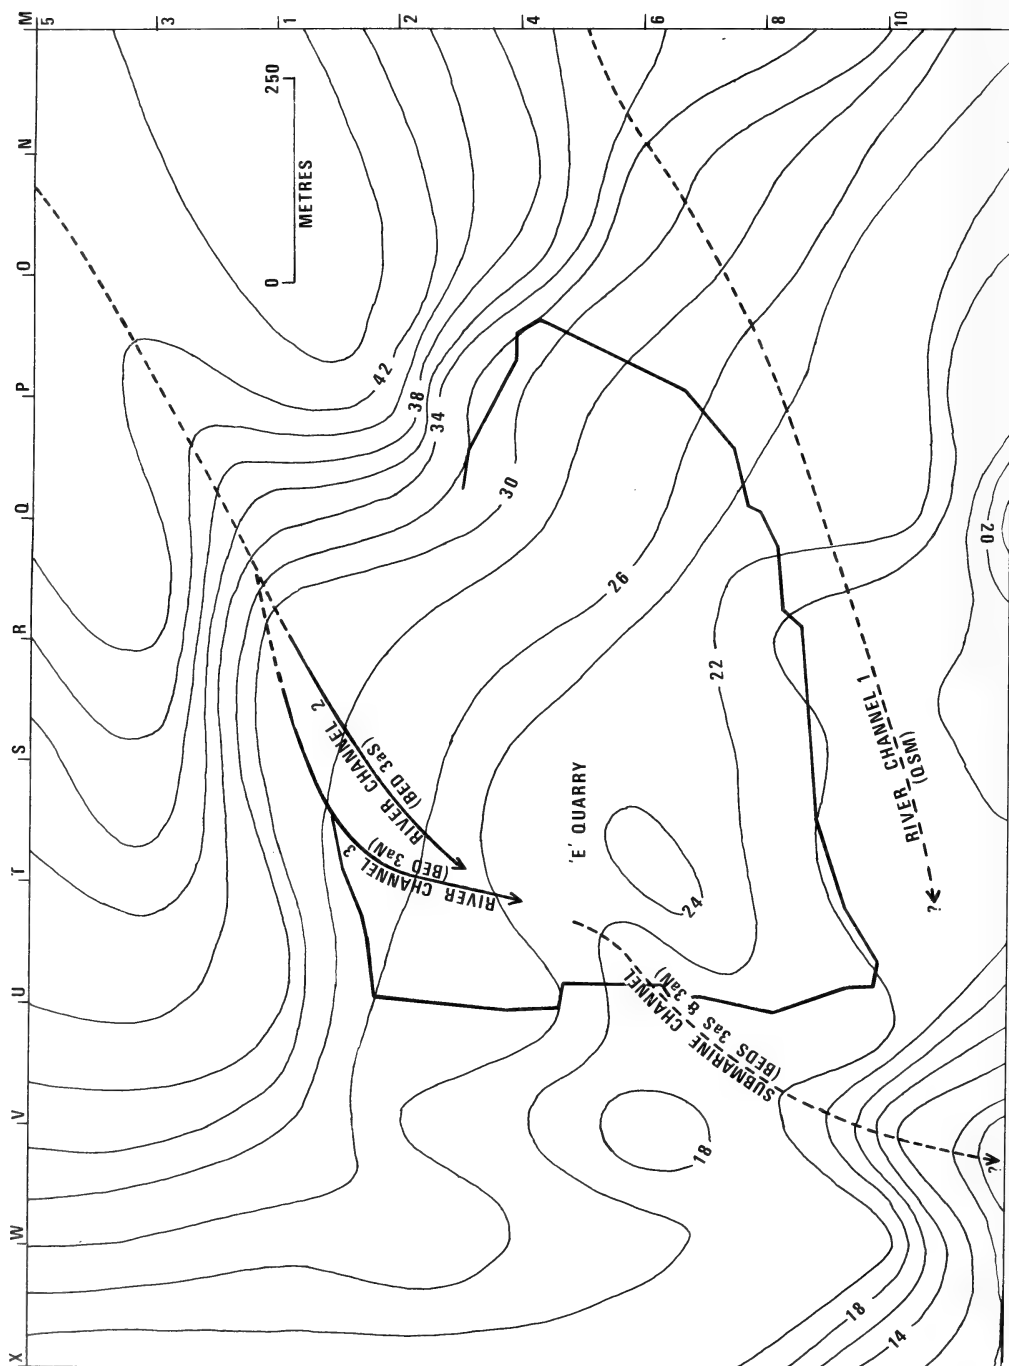 M
N
O
P
Q
R
S
T
U
V
W
X
5
3
1
2
4
6
8
10
250
0
METRES
42
38
34
30
26
22
24
20
18
18
14
RIVER CHANNEL 2
(BED 3aS)
RIVER CHANNEL 3
(BED 3aN)
'E' QUARRY
RIVER CHANNEL 1
(QSM)
?
SUBMARINE CHANNEL
(BEDS 3aS & 3aN)
?